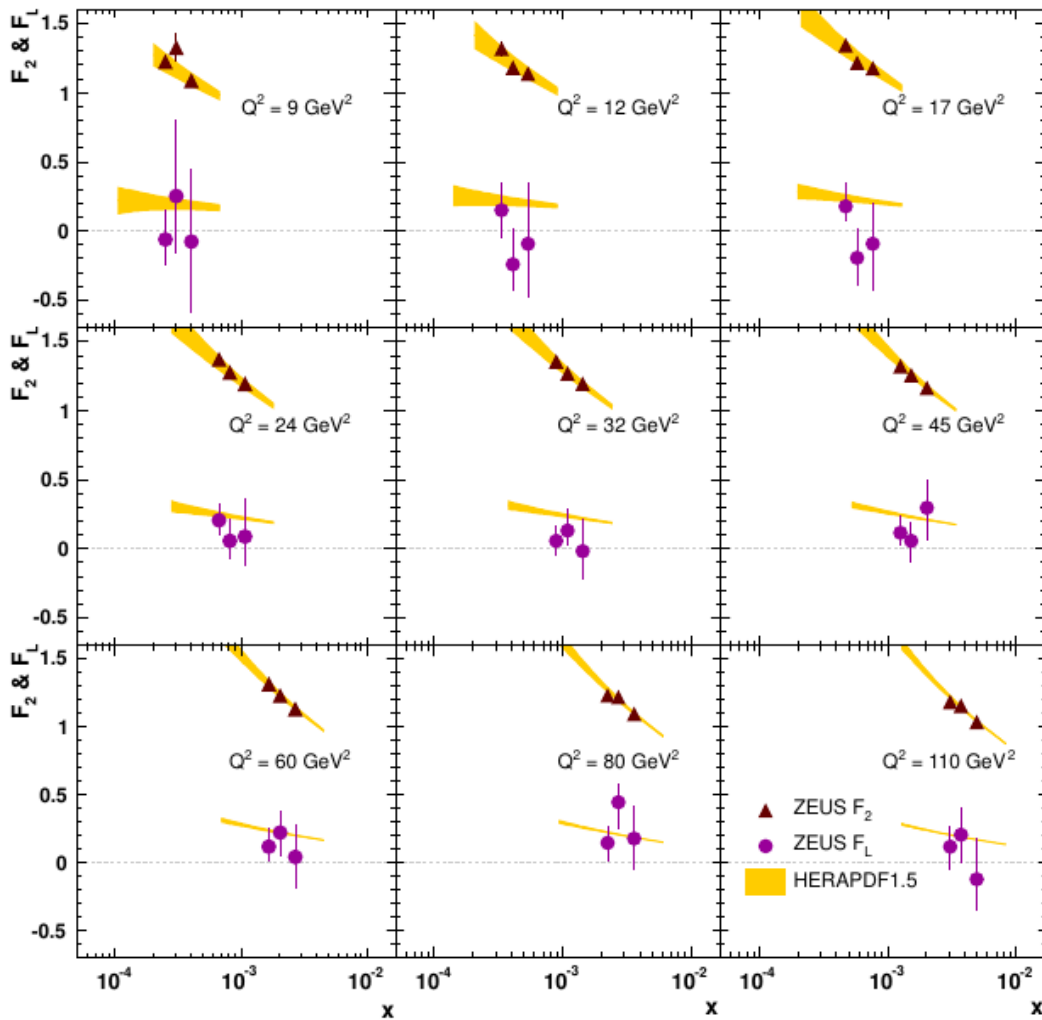 F₂ & F_L
1.5
1
0.5
0
-0.5
Q² = 9 GeV²
Q² = 12 GeV²
Q² = 17 GeV²
F₂ & F_L
1.5
1
0.5
0
-0.5
Q² = 24 GeV²
Q² = 32 GeV²
Q² = 45 GeV²
F₂ & F_L
1.5
1
0.5
0
-0.5
Q² = 60 GeV²
Q² = 80 GeV²
Q² = 110 GeV²
ZEUS F₂
ZEUS F_L
HERAPDF1.5
10⁻⁴ 10⁻³ 10⁻² 10⁻⁴ 10⁻³ 10⁻² 10⁻⁴ 10⁻³ 10⁻²
x x x